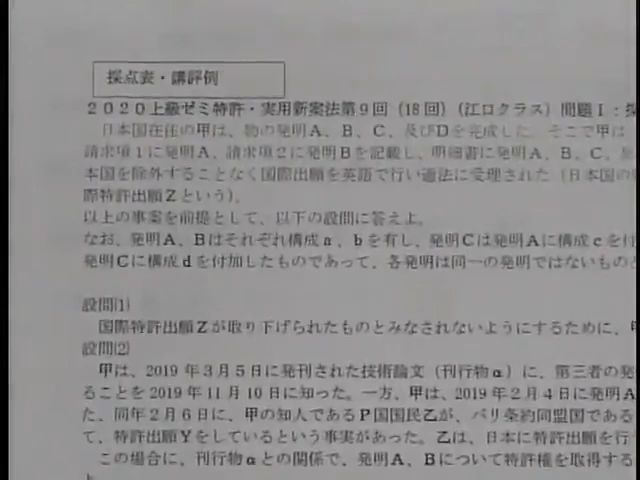 採点表・講評例
2020上級ゼミ特許・実用新案法第9回(18回)(江口クラス)問題Ⅰ:採
日本国在住の甲は、物の発明A、B、C、及びDを完成した。そこで甲は
請求項1に発明A、請求項2に発明Bを記載し、明細書に発明A、B、C、
本国を除外することなく国際出願を英語で行い適法に受理された(日本国の
際特許出願Zという)。
以上の事案を前提として、以下の設問に答えよ。
なお、発明A、Bはそれぞれ構成a、bを有し、発明Cは発明Aに構成cを付
発明Cに構成dを付加したものであって、各発明は同一の発明ではないものと
設問(1)
国際特許出願Zが取り下げられたものとみなされないようにするために、甲
設問(2)
甲は、2019年3月5日に発刊された技術論文(刊行物α)に、第三者の発
ることを2019年11月10日に知った。一方、甲は、2019年2月4日に発明A
た、同年2月6日に、甲の知人であるP国国民乙が、パリ条約同盟国である
て、特許出願Yをしているという事実があった。乙は、日本に特許出願を行
この場合に、刊行物αとの関係で、発明A、Bについて特許権を取得する